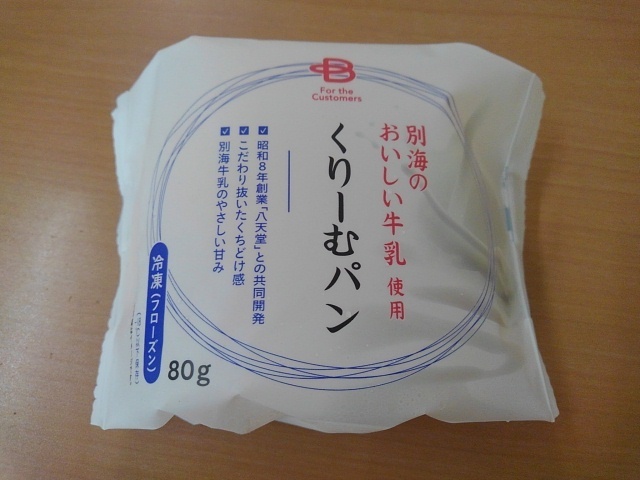 B
For the
Customers
別海の
おいしい牛乳 使用
くりーむパン
昭和8年創業「八天堂」との共同開発
こだわり抜いたくちどけ感
別海牛乳のやさしい甘み
冷凍(フローズン)
80g